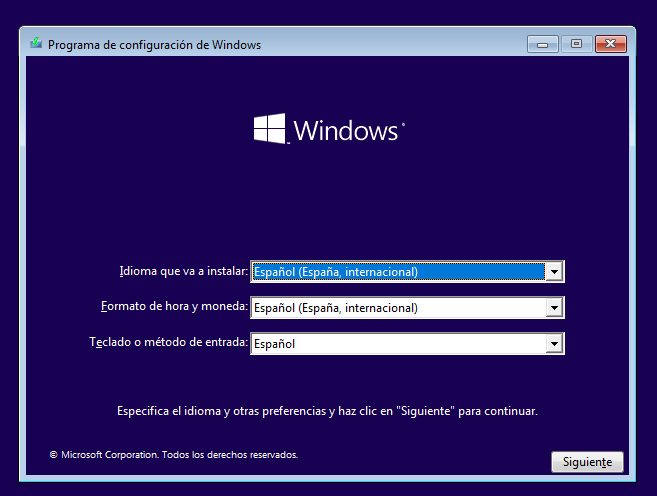 Programa de configuración de Windows
Windows
Idioma que va a instalar: Español (España, internacional)
Formato de hora y moneda: Español (España, internacional)
Teclado o método de entrada: Español
Especifica el idioma y otras preferencias y haz clic en "Siguiente" para continuar.
© Microsoft Corporation. Todos los derechos reservados.
Siguiente